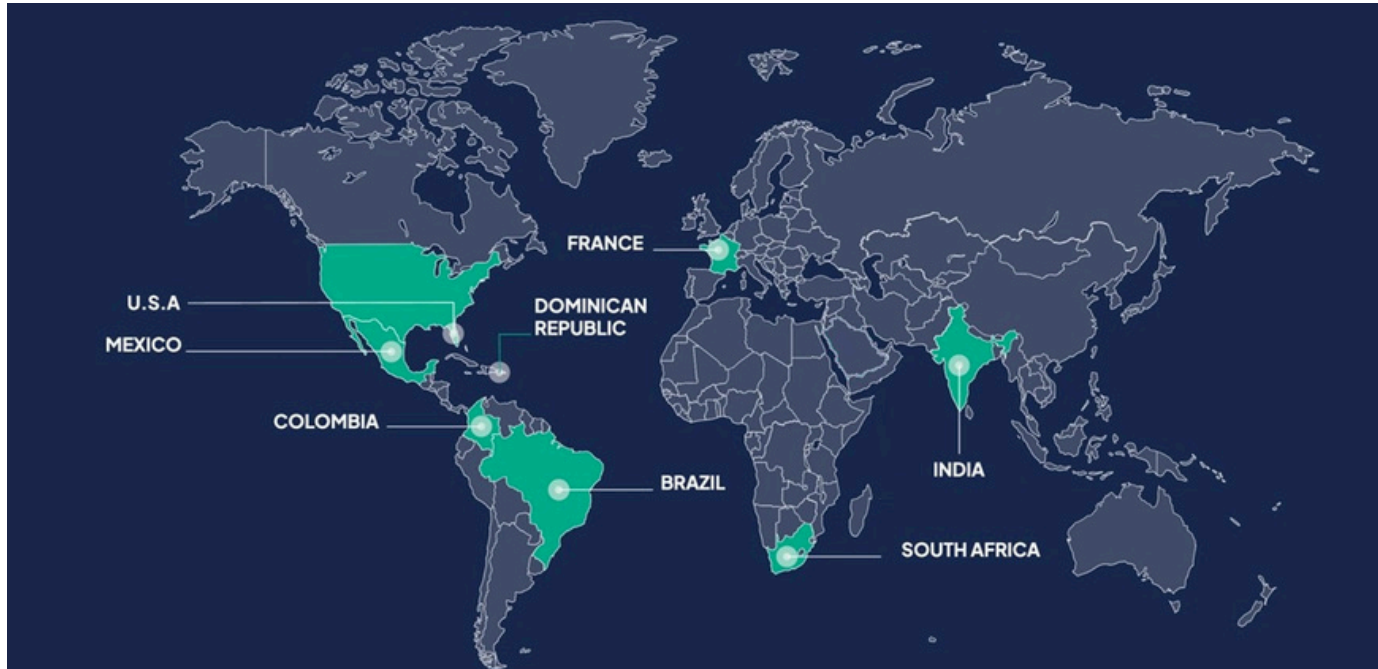 FRANCE
U.S.A
DOMINICAN
REPUBLIC
MEXICO
COLOMBIA
INDIA
BRAZIL
SOUTH AFRICA